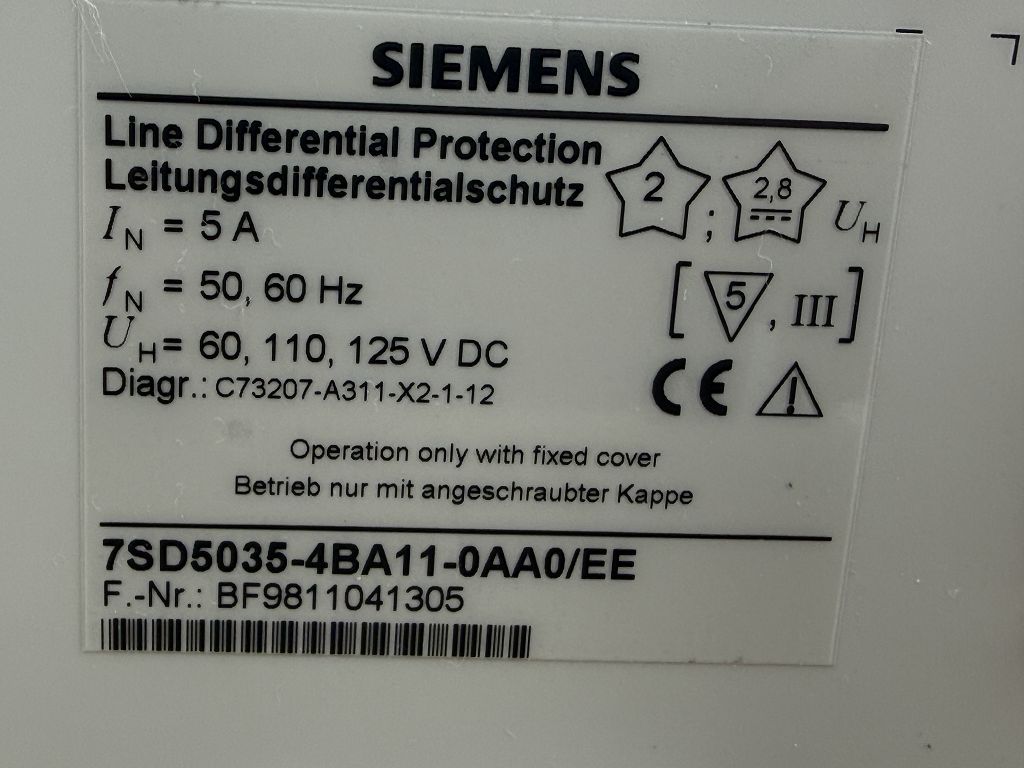 SIEMENS
Line Differential Protection
Leitungsdifferentialschutz
2 ; 2,8 U_H
I_N = 5 A
f_N = 50, 60 Hz
[ 5 , III ]
U_H = 60, 110, 125 V DC
Diagr.: C73207-A311-X2-1-12
CE
Operation only with fixed cover
Betrieb nur mit angeschraubter Kappe
7SD5035-4BA11-0AA0/EE
F.-Nr.: BF9811041305